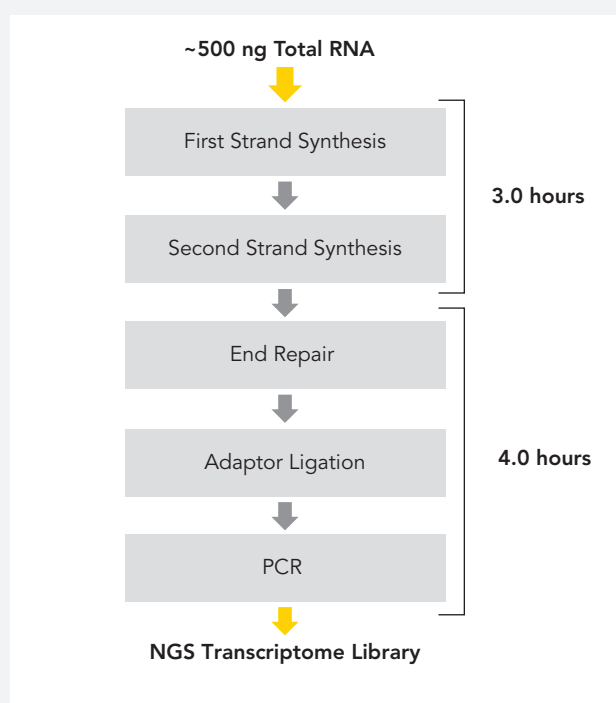 ~500 ng Total RNA
First Strand Synthesis
3.0 hours
Second Strand Synthesis
End Repair
Adaptor Ligation
4.0 hours
PCR
NGS Transcriptome Library